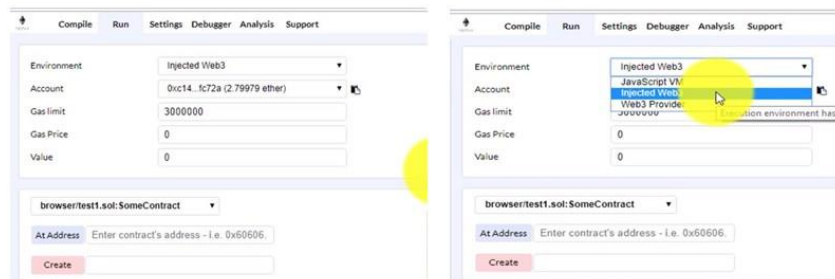 Compile Run Settings Debugger Analysis Support
Environment Injected Web3
Account 0xc14...fc72a (2.79979 ether)
Gas limit 3000000
Gas Price 0
Value 0
browser/test1.sol:SomeContract
At Address Enter contract's address - i.e. 0x60606.
Create
Compile Run Settings Debugger Analysis Support
Environment Injected Web3
JavaScript VM
Account Injected Web3
Web3 Provider
Gas limit 3000000 Execution environment has
Gas Price 0
Value 0
browser/test1.sol:SomeContract
At Address Enter contract's address - i.e. 0x60606.
Create